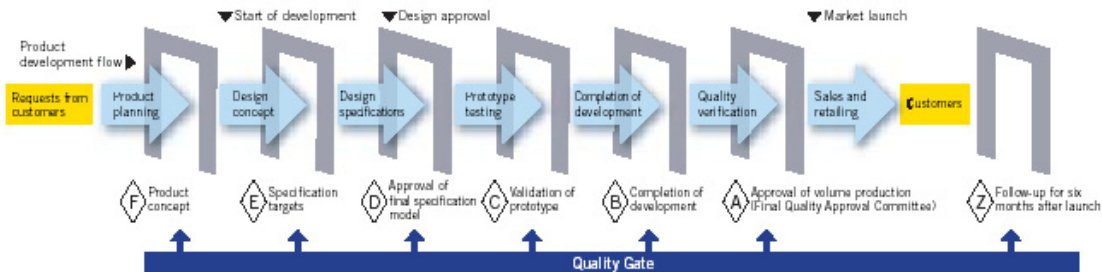 ▼Start of development
▼Design approval
▼Market launch
Product
development flow ▶
Requests from
customers
Product
planning
Design
concept
Design
specifications
Prototype
testing
Completion of
development
Quality
verification
Sales and
retailing
Customers
F
Product
concept
E
Specification
targets
D
Approval of
final specification
model
C
Validation of
prototype
B
Completion of
development
A
Approval of volume production
(Final Quality Approval Committee)
Z
Follow-up for six
months after launch
Quality Gate